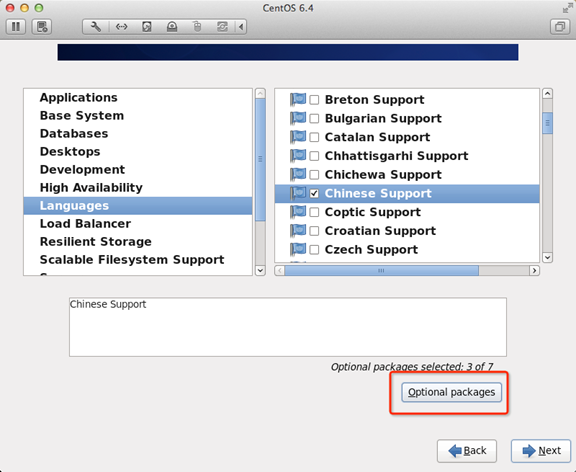 CentOS 6.4
Applications
Base System
Databases
Desktops
Development
High Availability
Languages
Load Balancer
Resilient Storage
Scalable Filesystem Support
Breton Support
Bulgarian Support
Catalan Support
Chhattisgarhi Support
Chichewa Support
Chinese Support
Coptic Support
Croatian Support
Czech Support
Chinese Support
Optional packages selected: 3 of 7
Optional packages
Back
Next